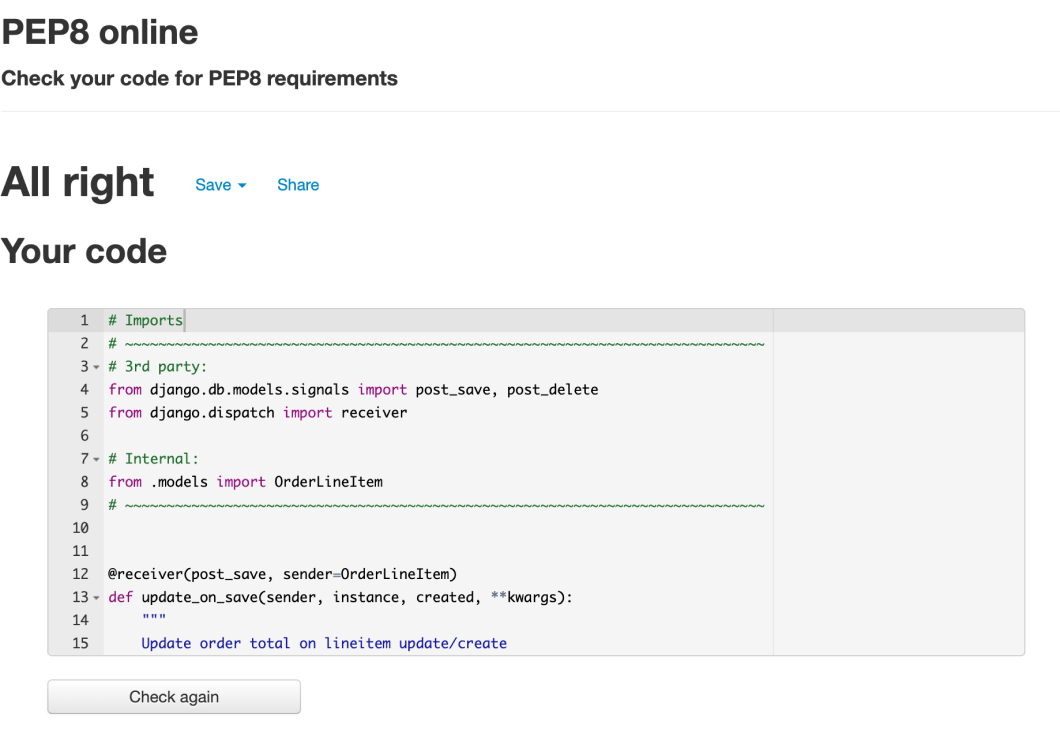 PEP8 online
Check your code for PEP8 requirements
All right Save Share
Your code
1 # Imports
2 # ~~~~~~~~~~~~~~~~~~~~~~~~~~~~~~~~~~~~~~~~~~~~~~~~~~~~~~~~~~~~~~~~~~~~~~~~~~~~~
3 # 3rd party:
4 from django.db.models.signals import post_save, post_delete
5 from django.dispatch import receiver
6
7 # Internal:
8 from .models import OrderLineItem
9 # ~~~~~~~~~~~~~~~~~~~~~~~~~~~~~~~~~~~~~~~~~~~~~~~~~~~~~~~~~~~~~~~~~~~~~~~~~~~~~
10
11
12 @receiver(post_save, sender=OrderLineItem)
13 def update_on_save(sender, instance, created, **kwargs):
14     """
15     Update order total on lineitem update/create
Check again